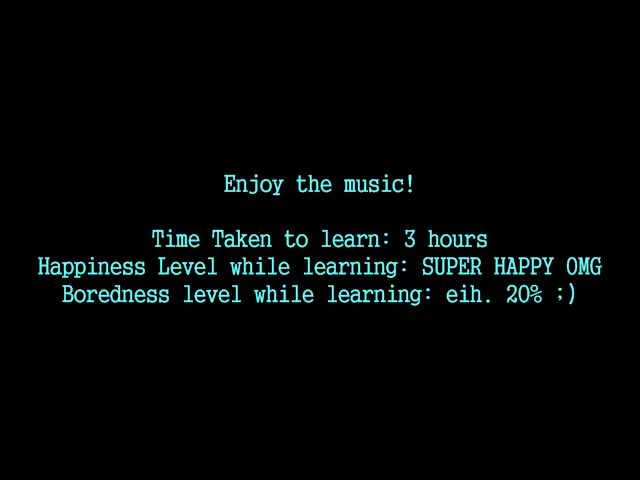 Enjoy the music!
Time Taken to learn: 3 hours
Happiness Level while learning: SUPER HAPPY OMG
Boredness level while learning: eih. 20% ;)